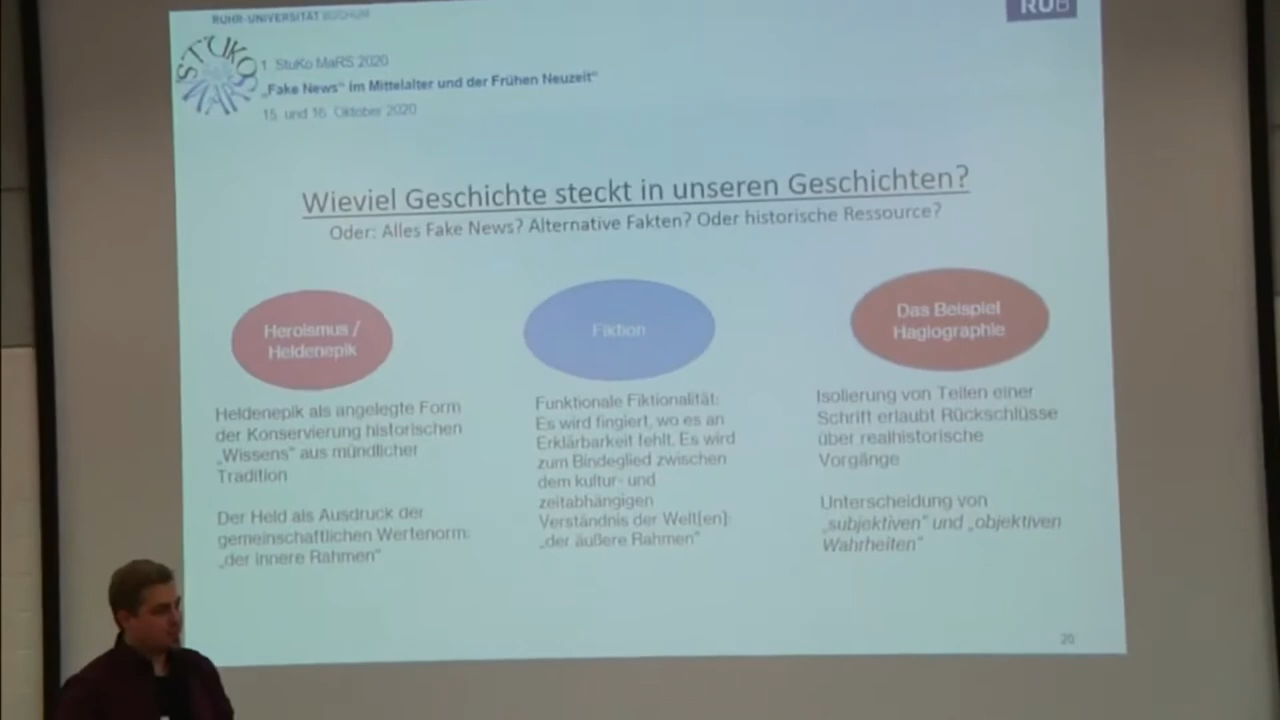 RUHR-UNIVERSITÄT BOCHUM
RUB
STUKO MARS
1. StuKo MaRS 2020
„Fake News“ im Mittelalter und der Frühen Neuzeit“
15. und 16. Oktober 2020
Wieviel Geschichte steckt in unseren Geschichten?
Oder: Alles Fake News? Alternative Fakten? Oder historische Ressource?
Heroismus /
Heldenepik
Heldenepik als angelegte Form
der Konservierung historischen
„Wissens“ aus mündlicher
Tradition
Der Held als Ausdruck der
gemeinschaftlichen Wertenorm:
„der innere Rahmen“
Fiktion
Funktionale Fiktionalität:
Es wird fingiert, wo es an
Erklärbarkeit fehlt. Es wird
zum Bindeglied zwischen
dem kultur- und
zeitabhängigen
Verständnis der Welt[en]:
„der äußere Rahmen“
Das Beispiel
Hagiographie
Isolierung von Teilen einer
Schrift erlaubt Rückschlüsse
über realhistorische
Vorgänge
Unterscheidung von
„subjektiven“ und „objektiven
Wahrheiten“
20